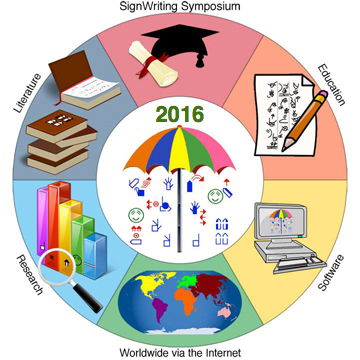 SignWriting Symposium
Literature
Education
2016
Research
Software
Worldwide via the Internet